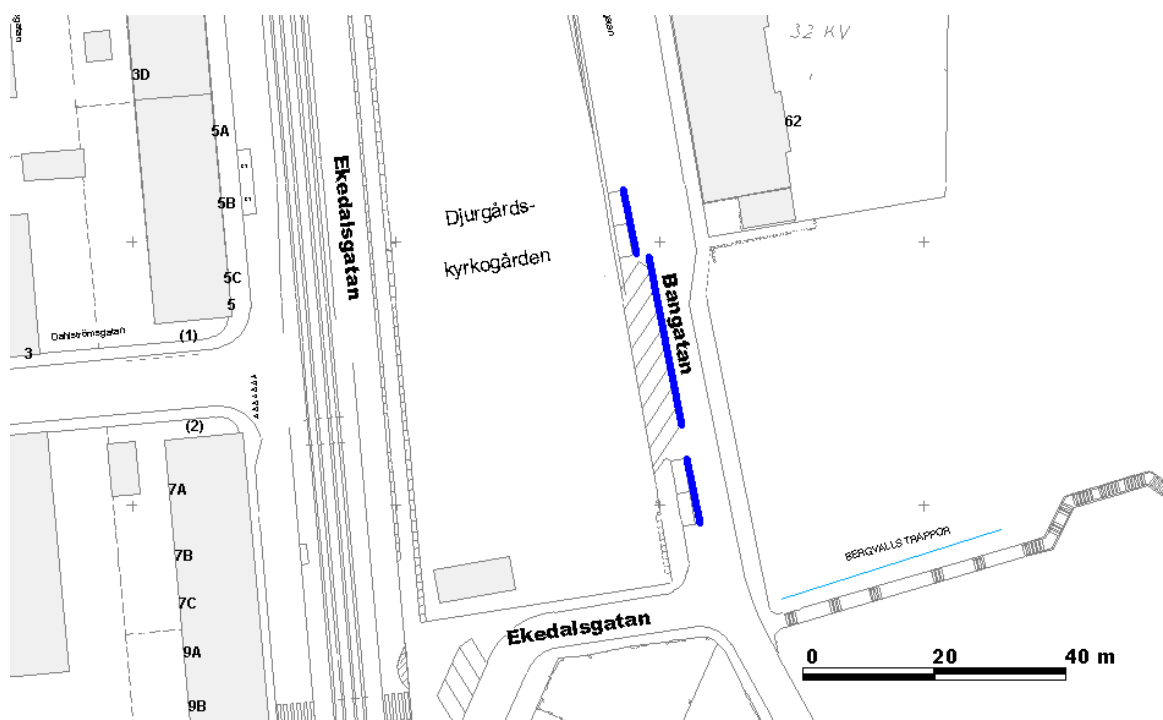 32 KV
3D
62
5A
Ekedalsgatan
5B
Djurgårds-
kyrkogården
5C
5
Bangatan
Dahlströmsgatan
(1)
3
(2)
7A
7B
BERGVALLS TRAPPOR
7C
Ekedalsgatan
9A
0 20 40 m
9B